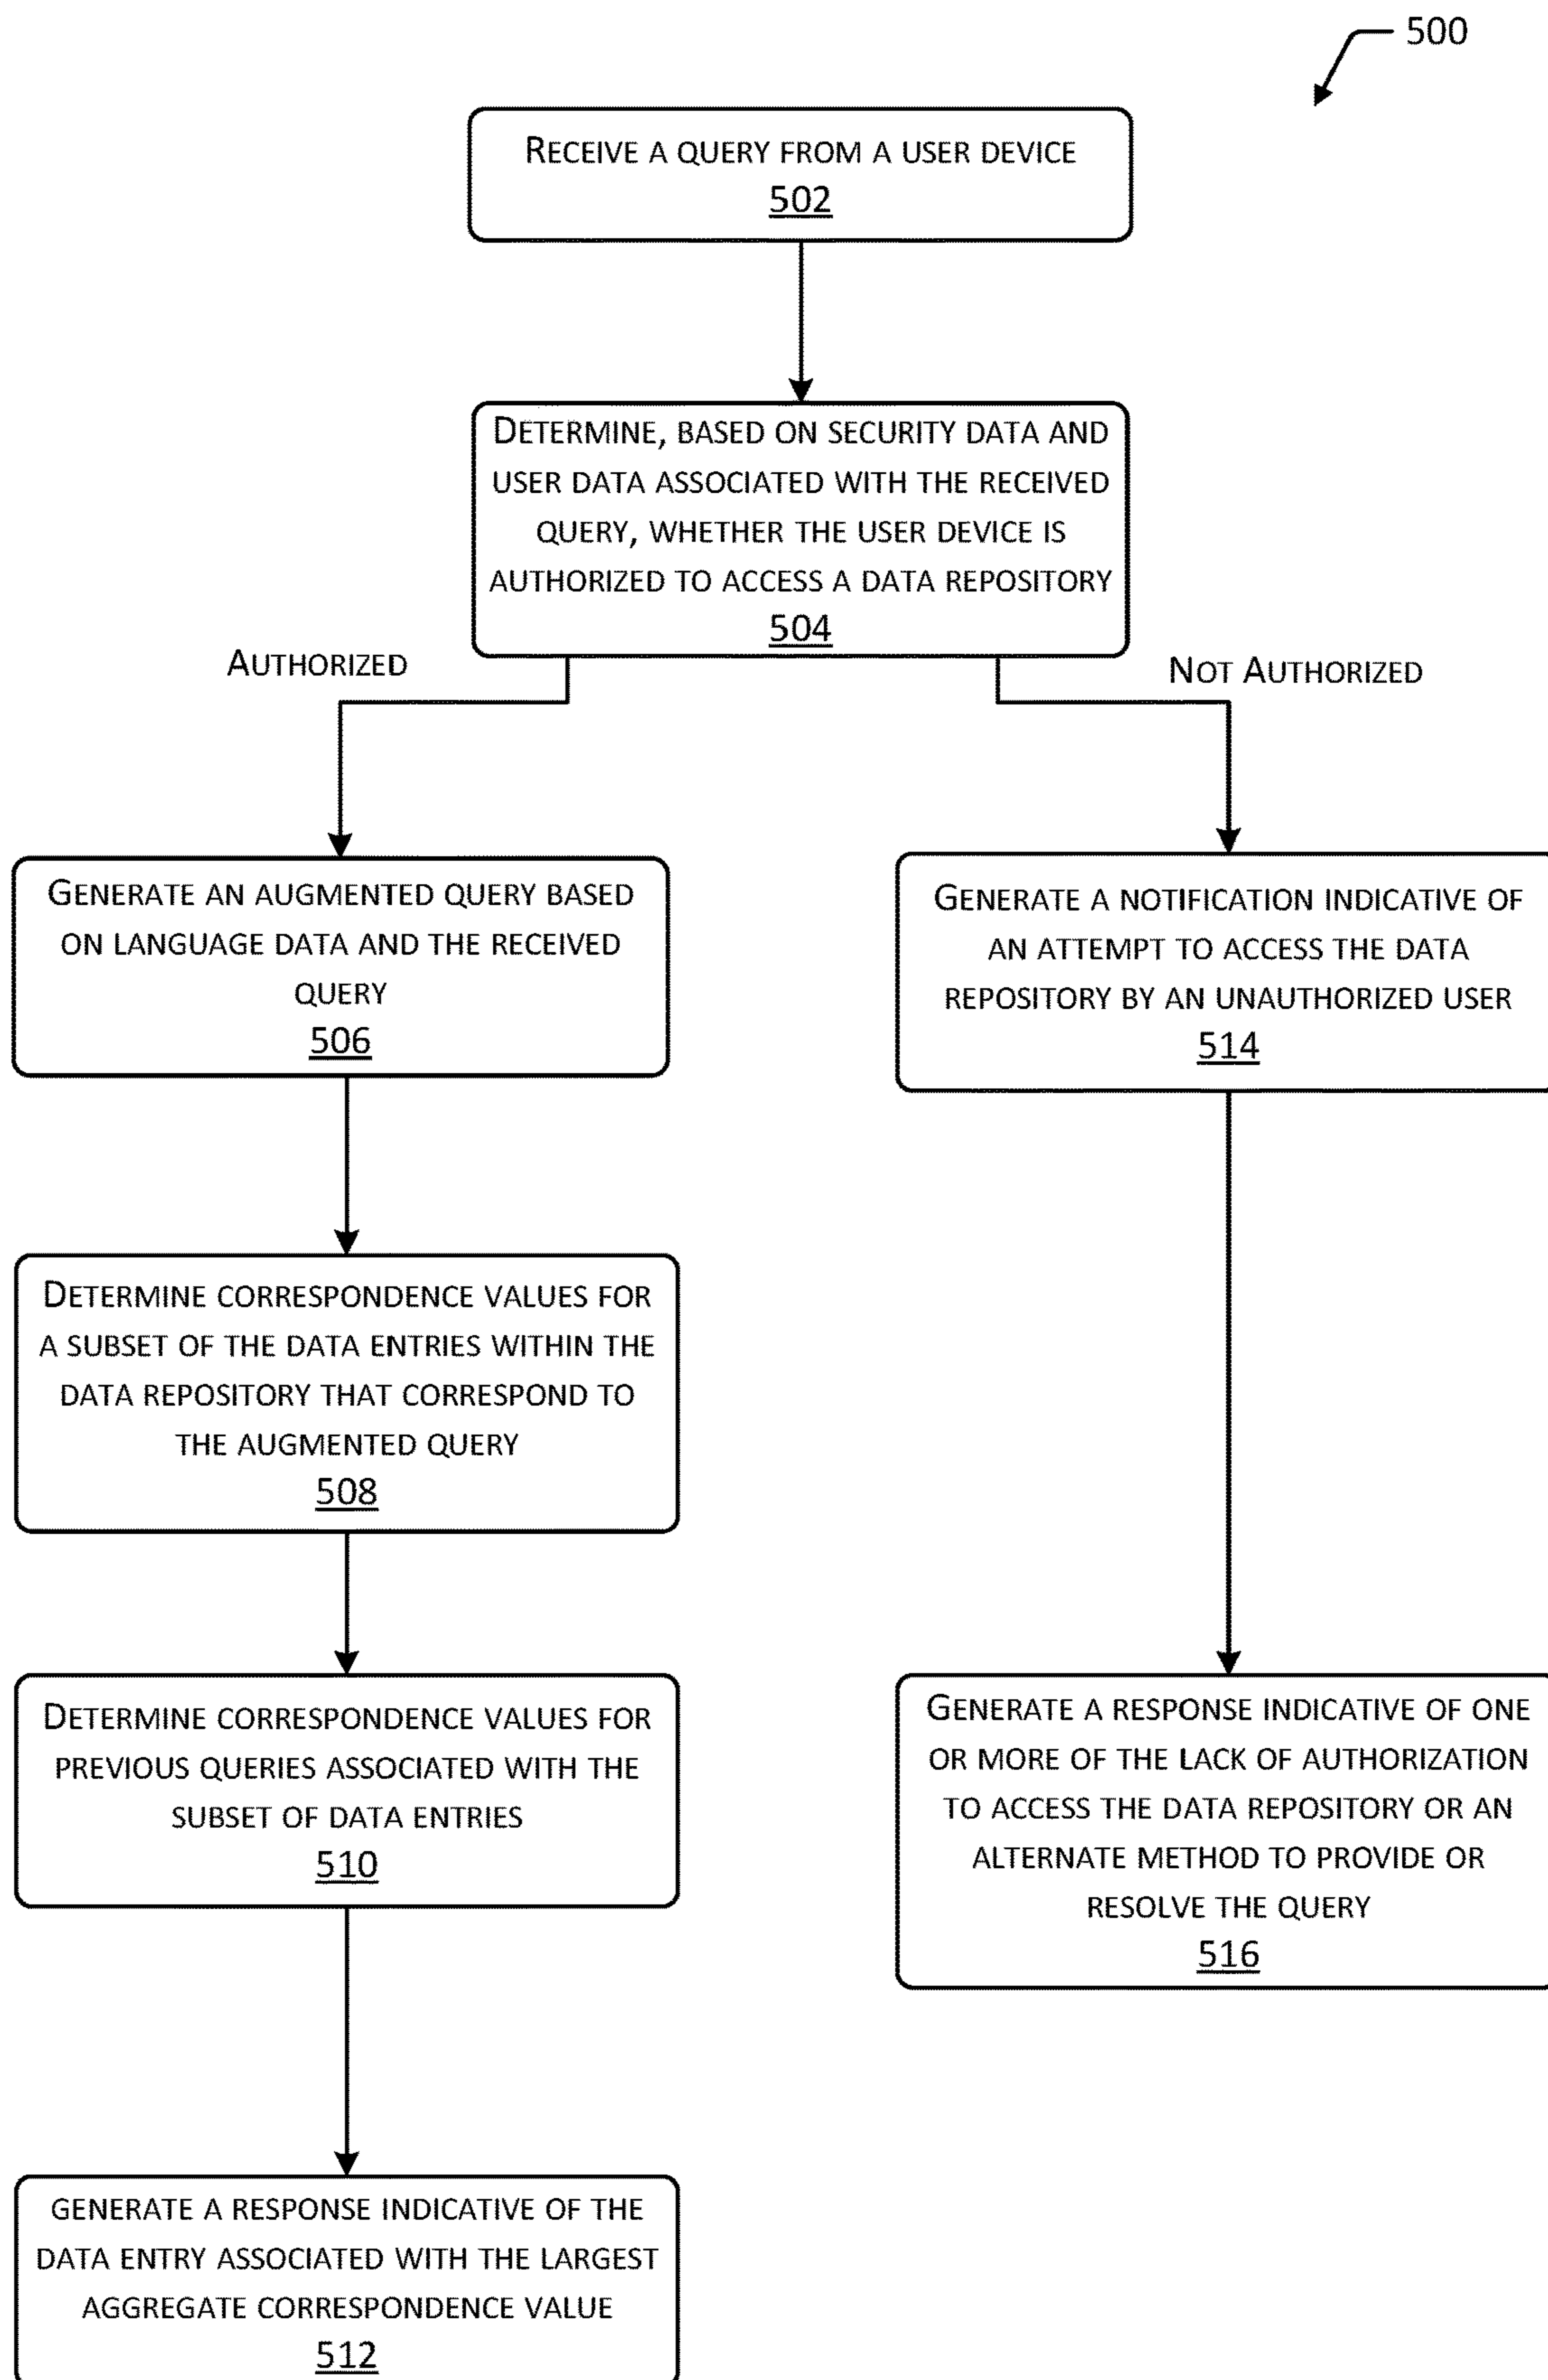 500
RECEIVE A QUERY FROM A USER DEVICE
502
DETERMINE, BASED ON SECURITY DATA AND
USER DATA ASSOCIATED WITH THE RECEIVED
QUERY, WHETHER THE USER DEVICE IS
AUTHORIZED TO ACCESS A DATA REPOSITORY
504
AUTHORIZED
NOT AUTHORIZED
GENERATE AN AUGMENTED QUERY BASED
ON LANGUAGE DATA AND THE RECEIVED
QUERY
506
DETERMINE CORRESPONDENCE VALUES FOR
A SUBSET OF THE DATA ENTRIES WITHIN THE
DATA REPOSITORY THAT CORRESPOND TO
THE AUGMENTED QUERY
508
DETERMINE CORRESPONDENCE VALUES FOR
PREVIOUS QUERIES ASSOCIATED WITH THE
SUBSET OF DATA ENTRIES
510
GENERATE A RESPONSE INDICATIVE OF THE
DATA ENTRY ASSOCIATED WITH THE LARGEST
AGGREGATE CORRESPONDENCE VALUE
512
GENERATE A NOTIFICATION INDICATIVE OF
AN ATTEMPT TO ACCESS THE DATA
REPOSITORY BY AN UNAUTHORIZED USER
514
GENERATE A RESPONSE INDICATIVE OF ONE
OR MORE OF THE LACK OF AUTHORIZATION
TO ACCESS THE DATA REPOSITORY OR AN
ALTERNATE METHOD TO PROVIDE OR
RESOLVE THE QUERY
516